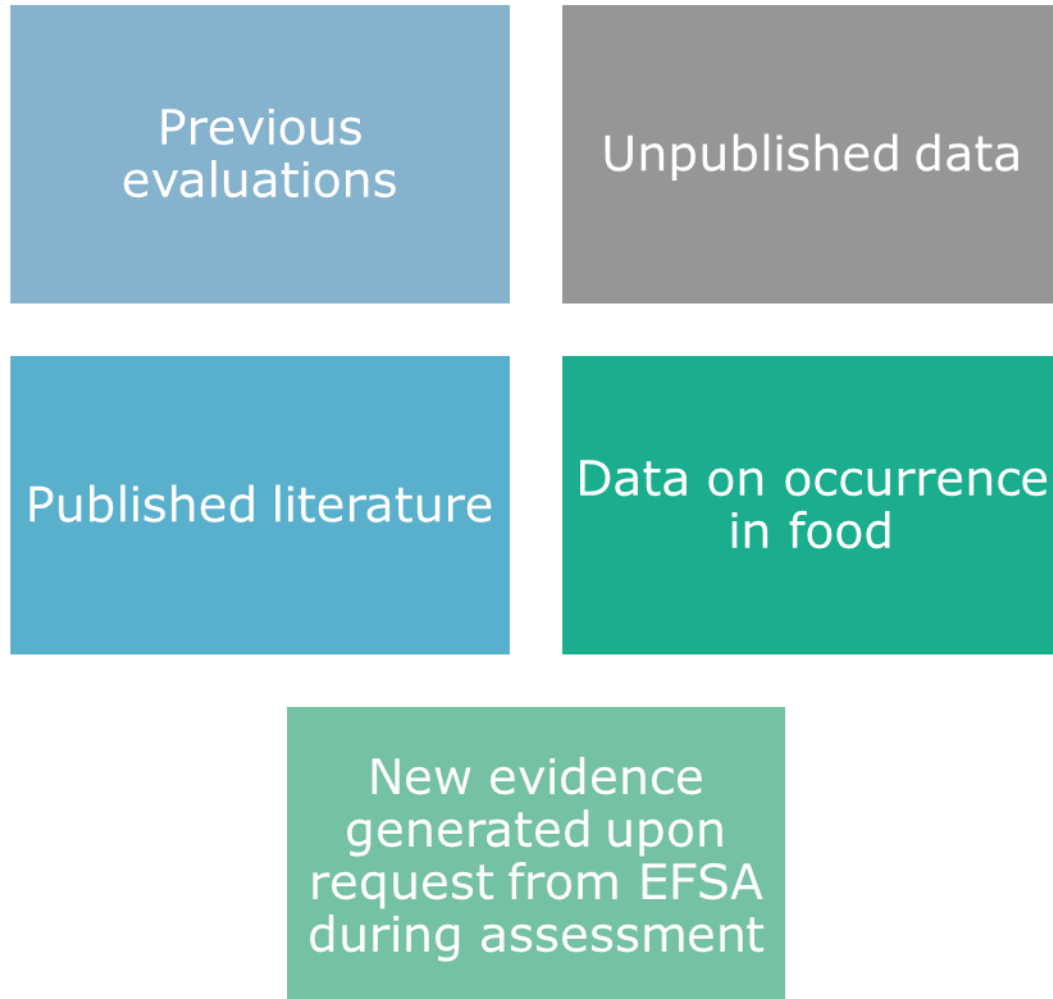 Previous
evaluations
Unpublished data
Published literature
Data on occurrence
in food
New evidence
generated upon
request from EFSA
during assessment